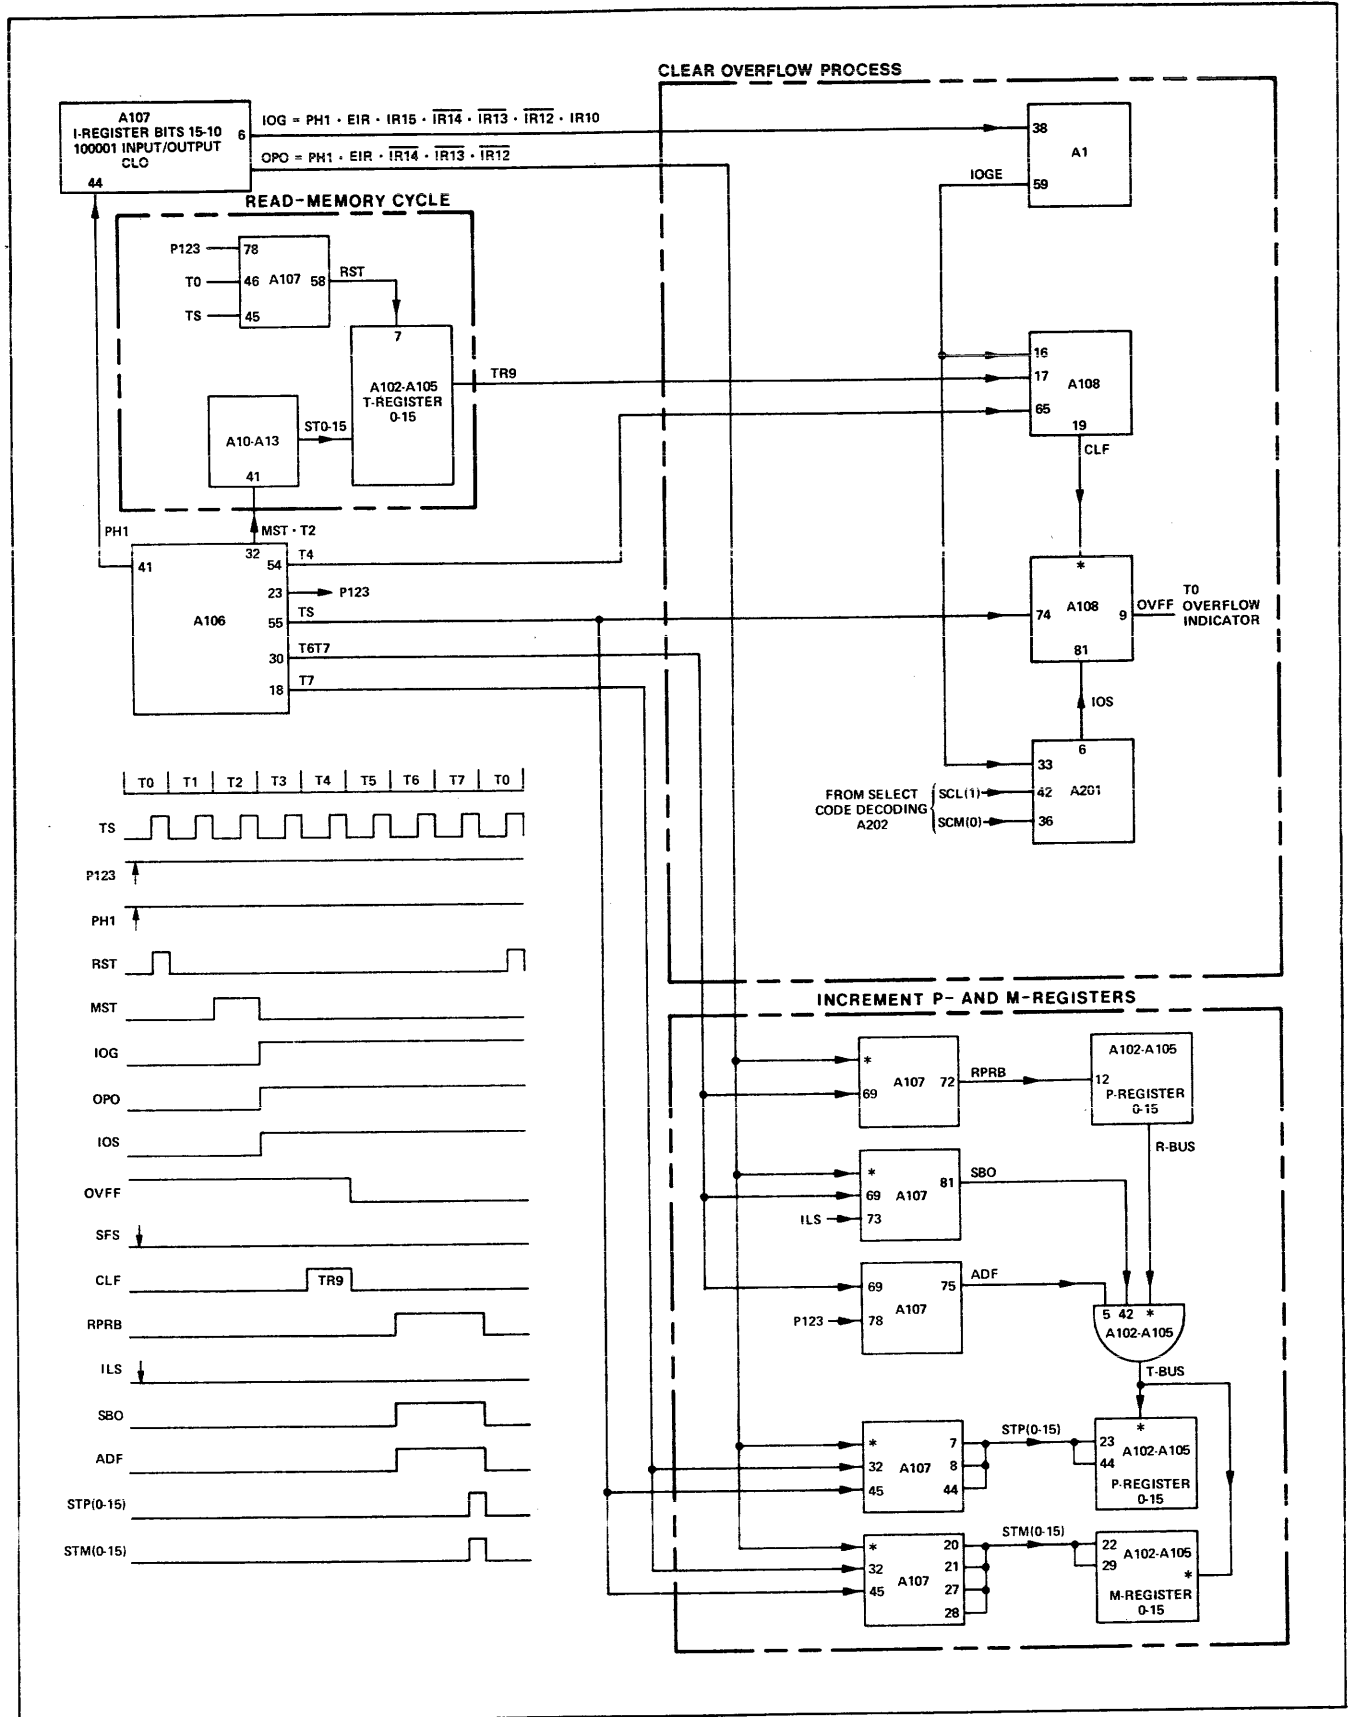 CLEAR OVERFLOW PROCESS
A107
I-REGISTER BITS 15-10
100001 INPUT/OUTPUT
CLO
6
44
IOG = PH1 · EIR · IR15 · IR14 · IR13 · IR12 · IR10
OPO = PH1 · EIR · IR14 · IR13 · IR12
38
A1
IOGE
59
READ-MEMORY CYCLE
P123
78
T0
46
A107
58
RST
TS
45
7
A102-A105
T-REGISTER
0-15
TR9
A10-A13
ST0-15
41
16
17
A108
65
19
CLF
PH1
MST · T2
41
32
54
T4
23
P123
A106
55
TS
30
T6T7
18
T7
*
74
A108
9
OVFF
T0
OVERFLOW
INDICATOR
81
IOS
6
33
FROM SELECT
CODE DECODING
A202
SCL(1)
42
A201
SCM(0)
36
T0
T1
T2
T3
T4
T5
T6
T7
T0
TS
P123
PH1
RST
MST
IOG
OPO
IOS
OVFF
SFS
CLF
TR9
RPRB
ILS
SBO
ADF
STP(0-15)
STM(0-15)
INCREMENT P- AND M-REGISTERS
*
A107
72
69
RPRB
A102-A105
12
P-REGISTER
0-15
R-BUS
*
69
A107
81
SBO
ILS
73
69
75
ADF
A107
P123
78
5
42
*
A102-A105
T-BUS
*
32
45
A107
7
8
44
STP(0-15)
*
23
44
A102-A105
P-REGISTER
0-15
*
32
45
A107
20
21
27
28
STM(0-15)
22
29
A102-A105
*
M-REGISTER
0-15